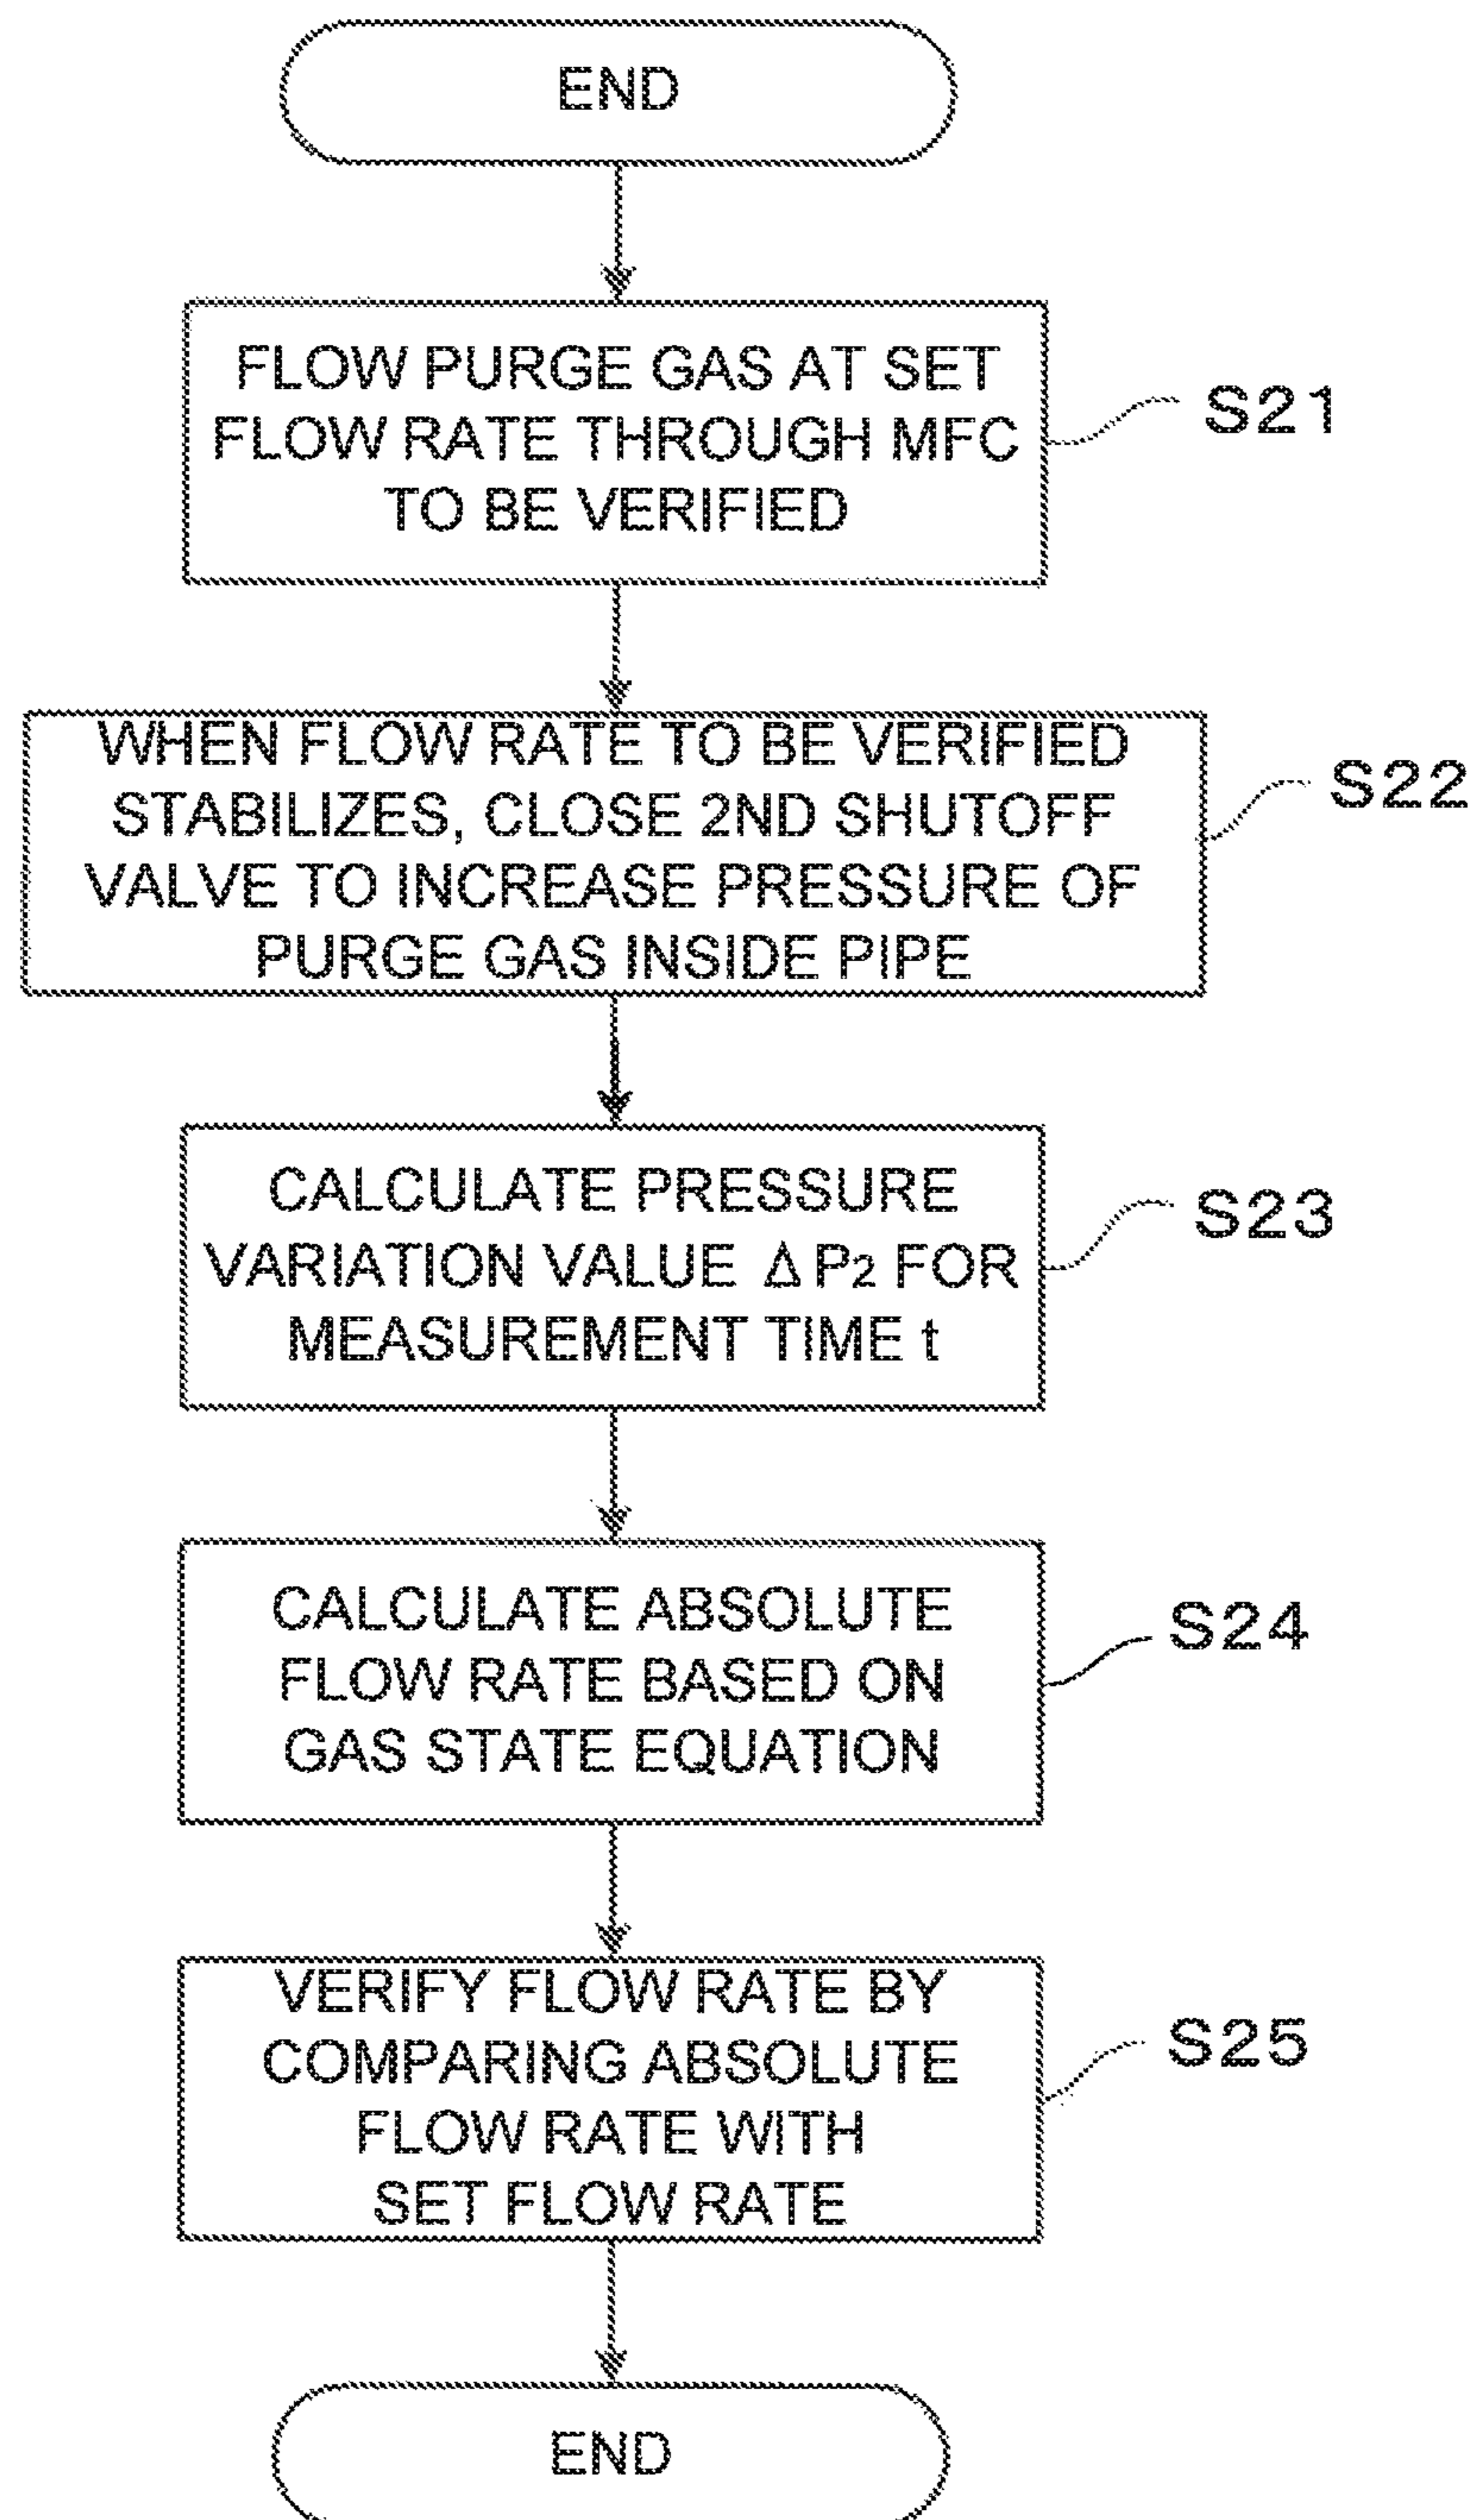 END
FLOW PURGE GAS AT SET
FLOW RATE THROUGH MFC
TO BE VERIFIED
S21
WHEN FLOW RATE TO BE VERIFIED
STABILIZES, CLOSE 2ND SHUTOFF
VALVE TO INCREASE PRESSURE OF
PURGE GAS INSIDE PIPE
S22
CALCULATE PRESSURE
VARIATION VALUE Δ P₂ FOR
MEASUREMENT TIME t
S23
CALCULATE ABSOLUTE
FLOW RATE BASED ON
GAS STATE EQUATION
S24
VERIFY FLOW RATE BY
COMPARING ABSOLUTE
FLOW RATE WITH
SET FLOW RATE
S25
END